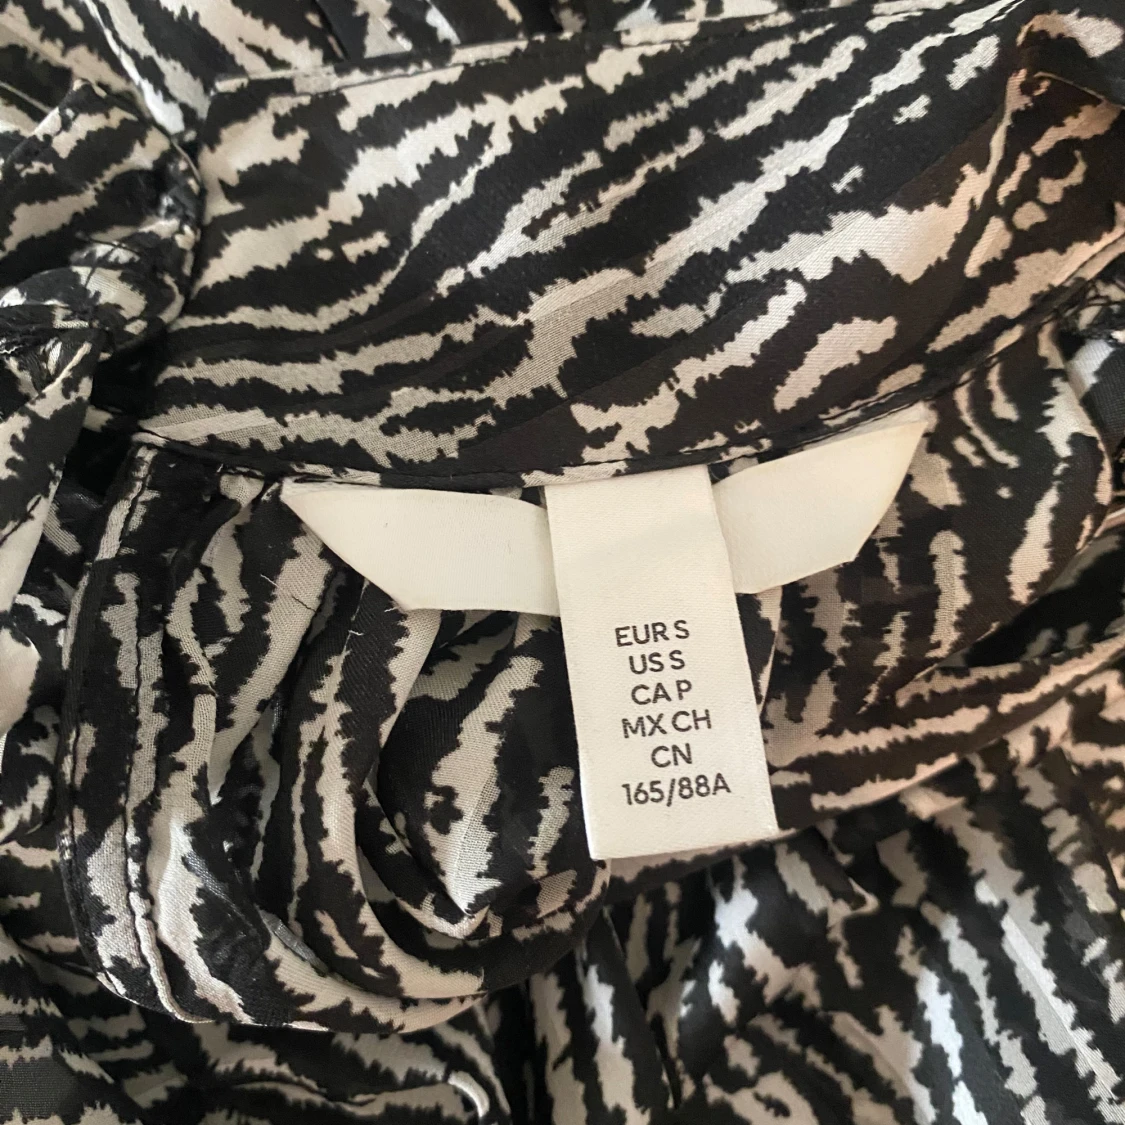 EUR S
US S
CA P
MX CH
CN
165/88A